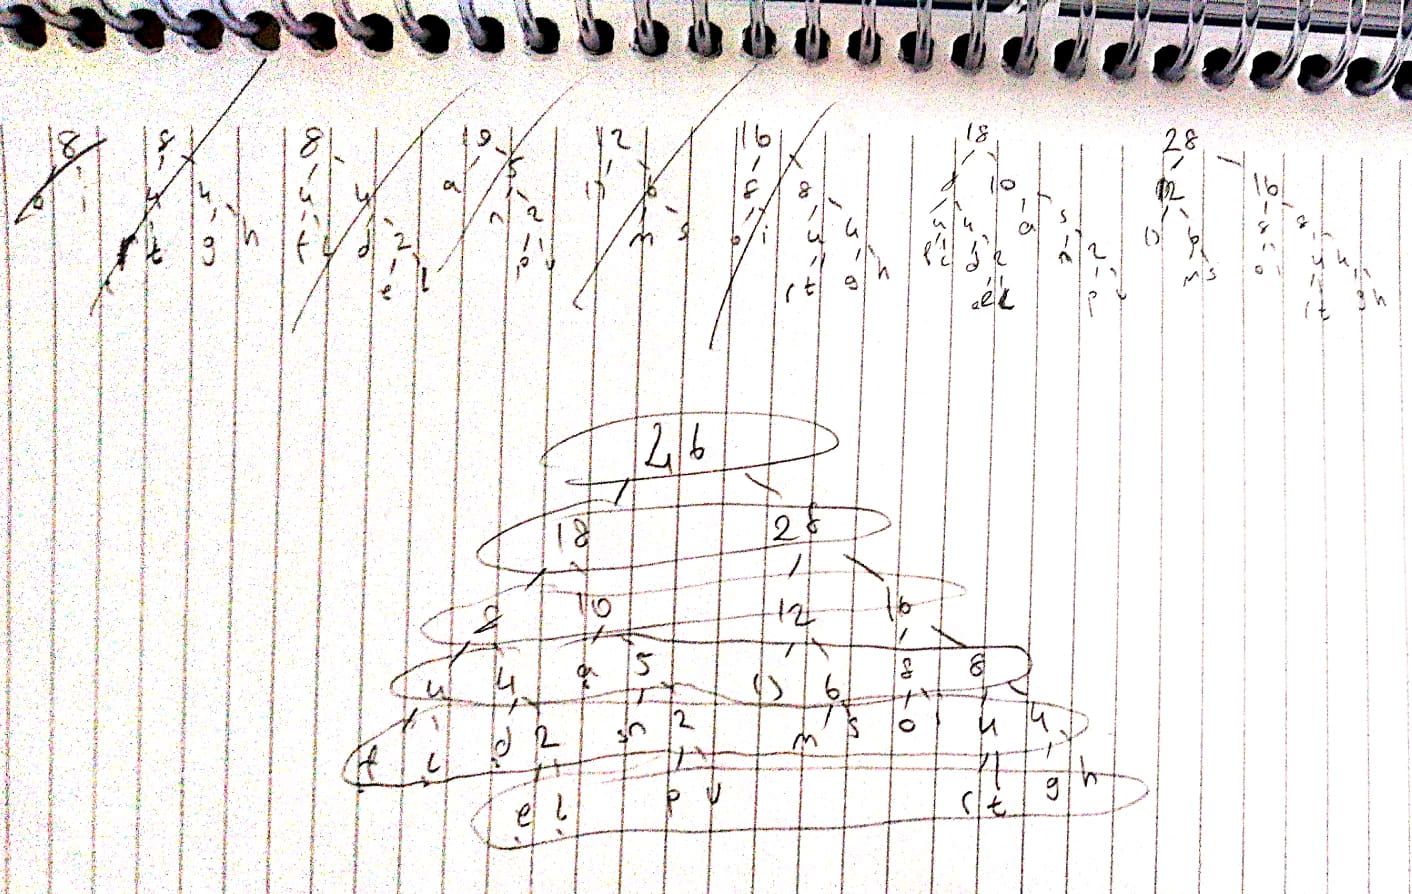 8 8 8 9 12 16 18 28
i 4 4 4 4 a 5 () 6 8 8 10 12 16
t g h f d 2 n 2 m s o i 4 4 4 4 a 5 () 6 8 8
e l p v r t g h d 2 n 2 m s o i 4 4
e l p v r t g h
46
18 28
8 10 12 16
4 4 a 5 () 6 8 8
f c d 2 n 2 m s o i 4 4
e l p v r t g h